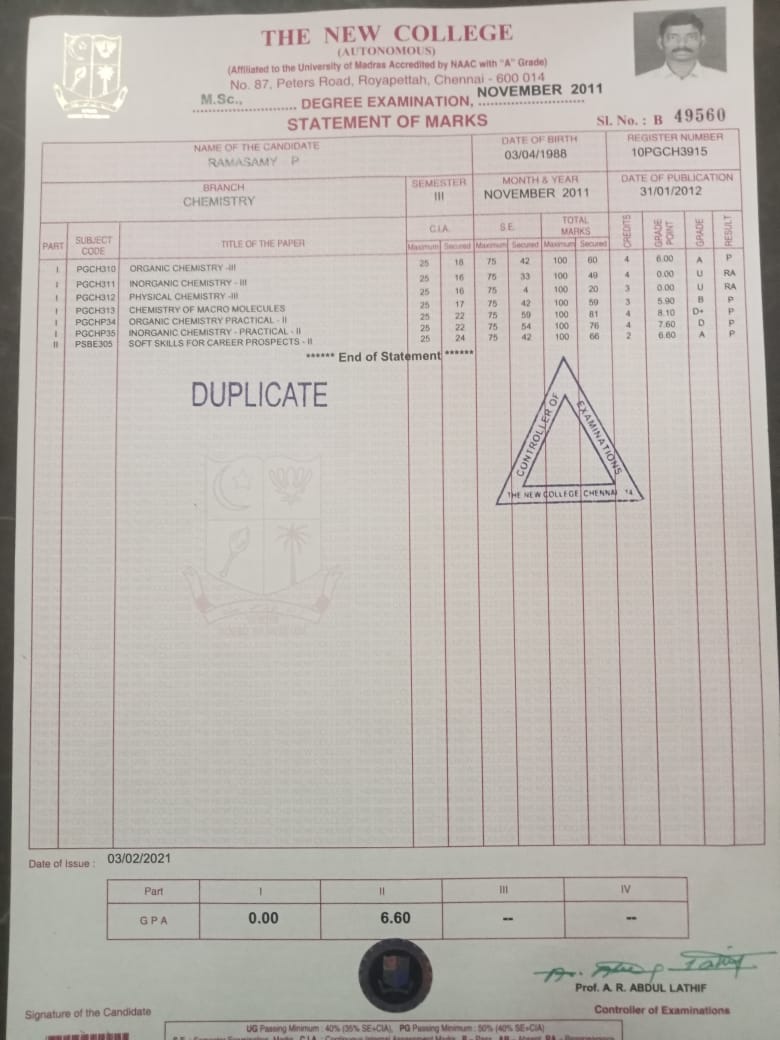 THE NEW COLLEGE
(AUTONOMOUS)
(Affiliated to the University of Madras Accredited by NAAC with "A" Grade)
No. 87, Peters Road, Royapettah, Chennai - 600 014
M.Sc., DEGREE EXAMINATION, NOVEMBER 2011
STATEMENT OF MARKS
Sl. No. : B 49560
NAME OF THE CANDIDATE DATE OF BIRTH REGISTER NUMBER
RAMASAMY P 03/04/1988 10PGCH3915
BRANCH SEMESTER MONTH & YEAR DATE OF PUBLICATION
CHEMISTRY III NOVEMBER 2011 31/01/2012
PART SUBJECT CODE TITLE OF THE PAPER C.I.A. S.E. TOTAL MARKS CREDITS GRADE POINT GRADE RESULT
Maximum Secured Maximum Secured Maximum Secured
I PGCH310 ORGANIC CHEMISTRY -III 25 18 75 42 100 60 4 6.00 A P
I PGCH311 INORGANIC CHEMISTRY - III 25 16 75 33 100 49 4 0.00 U RA
I PGCH312 PHYSICAL CHEMISTRY -III 25 16 75 4 100 20 3 0.00 U RA
I PGCH313 CHEMISTRY OF MACRO MOLECULES 25 17 75 42 100 59 3 5.90 B P
I PGCHP34 ORGANIC CHEMISTRY PRACTICAL - II 25 22 75 59 100 81 4 8.10 D+ P
I PGCHP35 INORGANIC CHEMISTRY - PRACTICAL - II 25 22 75 54 100 76 4 7.60 D P
II PSBE305 SOFT SKILLS FOR CAREER PROSPECTS - II 25 24 75 42 100 66 2 6.60 A P
****** End of Statement ******
DUPLICATE
CONTROLLER OF EXAMINATIONS
THE NEW COLLEGE, CHENNAI 14
Date of Issue : 03/02/2021
Part I II III IV
G P A 0.00 6.60 -- --
Prof. A. R. ABDUL LATHIF
Signature of the Candidate Controller of Examinations
UG Passing Minimum : 40% (35% SE+CIA), PG Passing Minimum : 50% (40% SE+CIA)